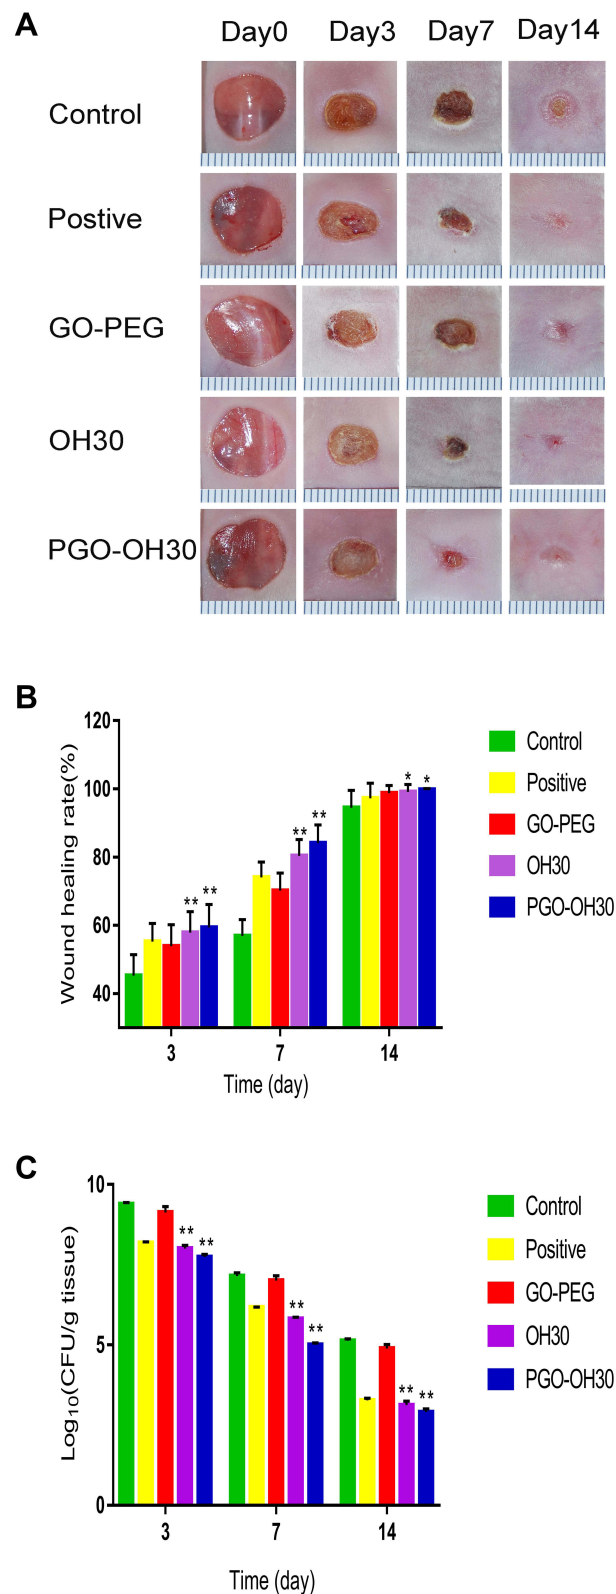 A
Day0 Day3 Day7 Day14
Control
Postive
GO-PEG
OH30
PGO-OH30
B
Wound healing rate(%)
120
100
80
60
40
** ** ** ** * *
3 7 14
Time (day)
Control
Positive
GO-PEG
OH30
PGO-OH30
C
Log10(CFU/g tissue)
10
5
0
** ** ** ** ** **
3 7 14
Time (day)
Control
Positive
GO-PEG
OH30
PGO-OH30